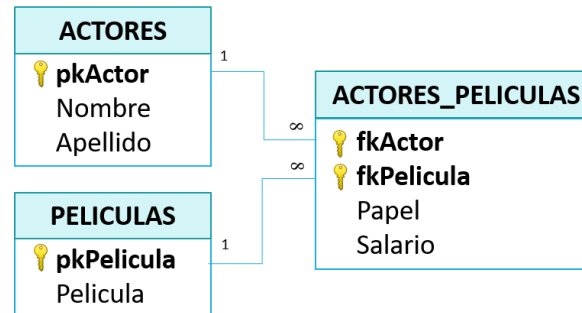 ACTORES
pkActor
Nombre
Apellido
1
∞
ACTORES_PELICULAS
fkActor
fkPelicula
Papel
Salario
∞
1
PELICULAS
pkPelicula
Pelicula